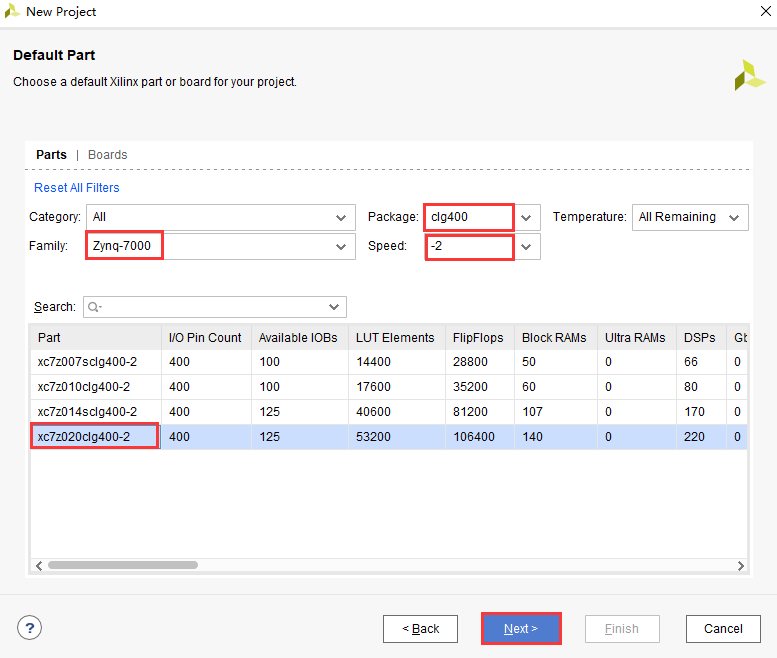 New Project
Default Part
Choose a default Xilinx part or board for your project.
Parts | Boards
Reset All Filters
Category: All Package: clg400 Temperature: All Remaining
Family: Zynq-7000 Speed: -2
Search: Q-
Part I/O Pin Count Available IOBs LUT Elements FlipFlops Block RAMs Ultra RAMs DSPs Gb
xc7z007sclg400-2 400 100 14400 28800 50 0 66 0
xc7z010clg400-2 400 100 17600 35200 60 0 80 0
xc7z014sclg400-2 400 125 40600 81200 107 0 170 0
xc7z020clg400-2 400 125 53200 106400 140 0 220 0
? < Back Next > Finish Cancel